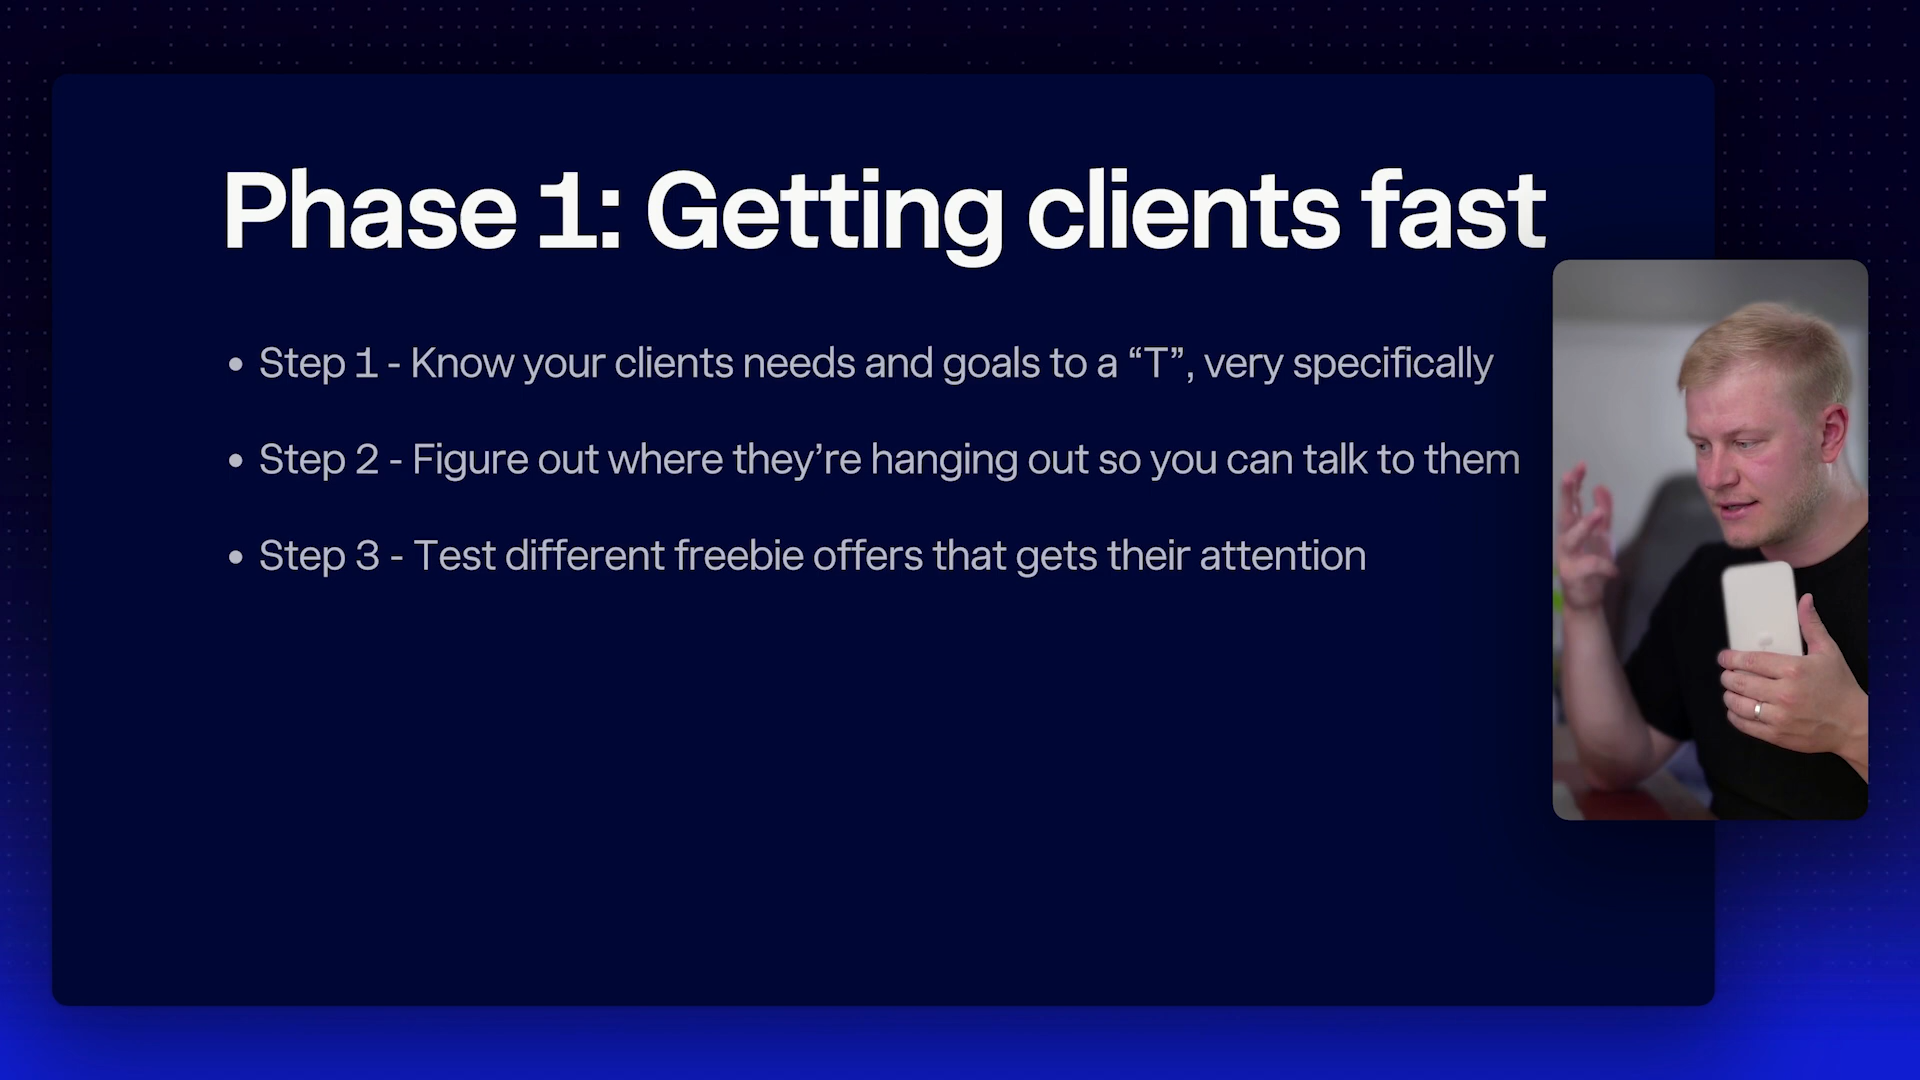 Phase 1: Getting clients fast
• Step 1 - Know your clients needs and goals to a “T”, very specifically
• Step 2 - Figure out where they’re hanging out so you can talk to them
• Step 3 - Test different freebie offers that gets their attention